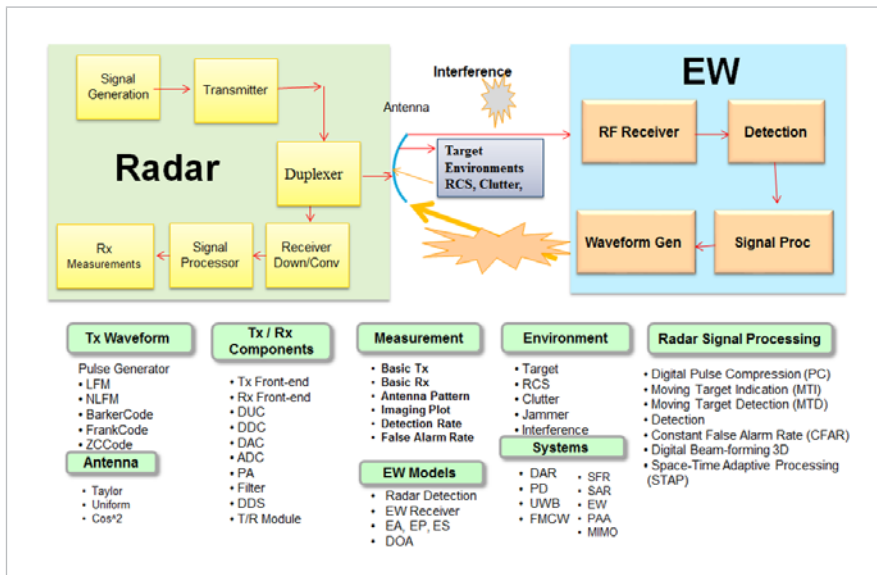 Radar
Signal
Generation
Transmitter
Duplexer
Rx
Measurements
Signal
Processor
Receiver
Down/Conv
Antenna
Interference
Target
Environments
RCS, Clutter,
EW
RF Receiver
Detection
Waveform Gen
Signal Proc
Tx Waveform
Pulse Generator
• LFM
• NLFM
• BarkerCode
• FrankCode
• ZCCode
Antenna
• Taylor
• Uniform
• Cos^2
Tx / Rx
Components
• Tx Front-end
• Rx Front-end
• DUC
• DDC
• DAC
• ADC
• PA
• Filter
• DDS
• T/R Module
Measurement
• Basic Tx
• Basic Rx
• Antenna Pattern
• Imaging Plot
• Detection Rate
• False Alarm Rate
EW Models
• Radar Detection
• EW Receiver
• EA, EP, ES
• DOA
Environment
• Target
• RCS
• Clutter
• Jammer
• Interference
Systems
• DAR
• PD
• UWB
• FMCW
• SFR
• SAR
• EW
• PAA
• MIMO
Radar Signal Processing
• Digital Pulse Compression (PC)
• Moving Target Indication (MTI)
• Moving Target Detection (MTD)
• Detection
• Constant False Alarm Rate (CFAR)
• Digital Beam-forming 3D
• Space-Time Adaptive Processing
(STAP)